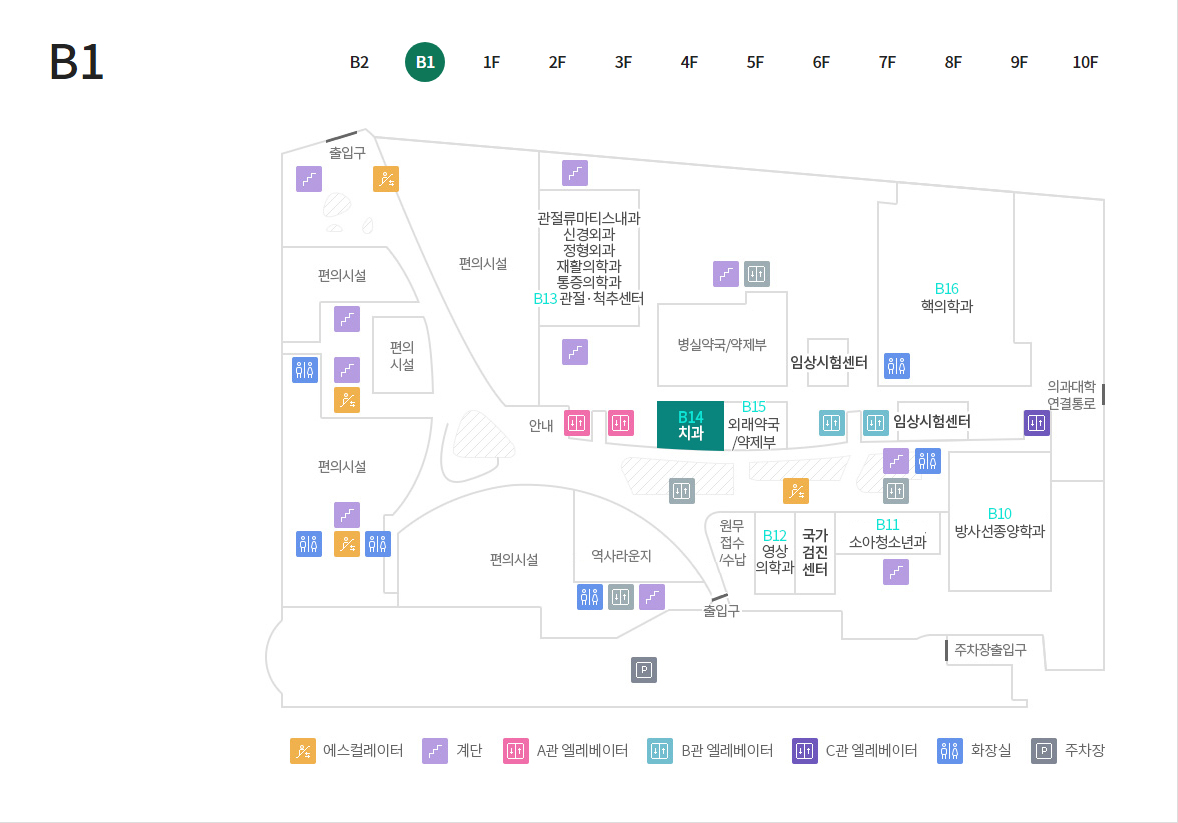 B1
B2
B1
1F
2F
3F
4F
5F
6F
7F
8F
9F
10F
출입구
편의시설
관절류마티스내과
신경외과
정형외과
재활의학과
통증의학과
B13 관절·척추센터
편의시설
B16
핵의학과
편의
시설
병실약국/약제부
임상시험센터
의과대학
연결통로
안내
B14
치과
B15
외래약국
/약제부
임상시험센터
편의시설
원무
접수
/수납
B12
영상
의학과
국가
검진
센터
B11
소아청소년과
B10
방사선종양학과
편의시설
역사라운지
출입구
주차장출입구
P
에스컬레이터
계단
A관 엘레베이터
B관 엘레베이터
C관 엘레베이터
화장실
P
주차장